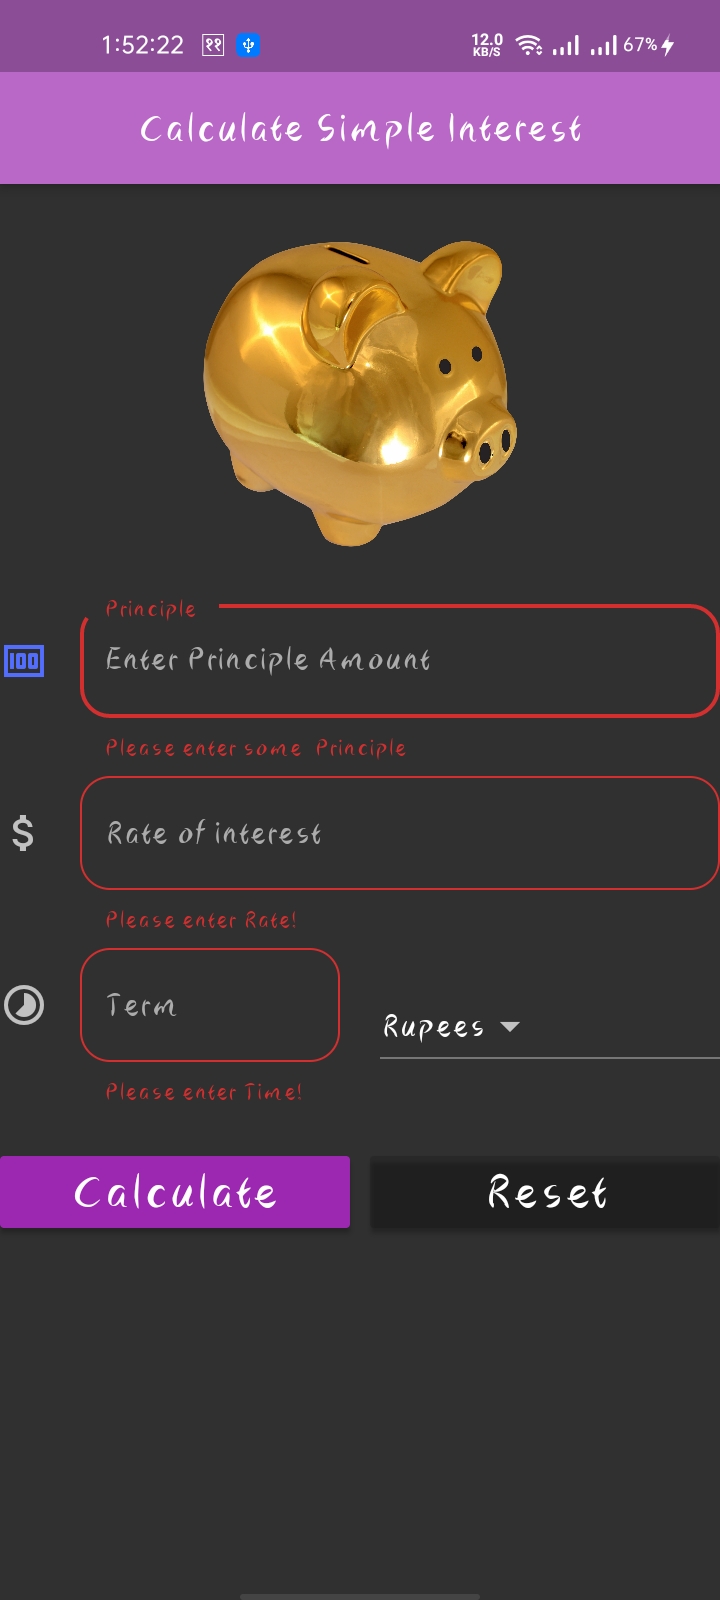 1:52:22 ११ 12.0 KB/S 67%
Calculate Simple Interest
Principle
100 Enter Principle Amount
Please enter some Principle
$ Rate of interest
Please enter Rate!
Term
Rupees
Please enter Time!
Calculate Reset